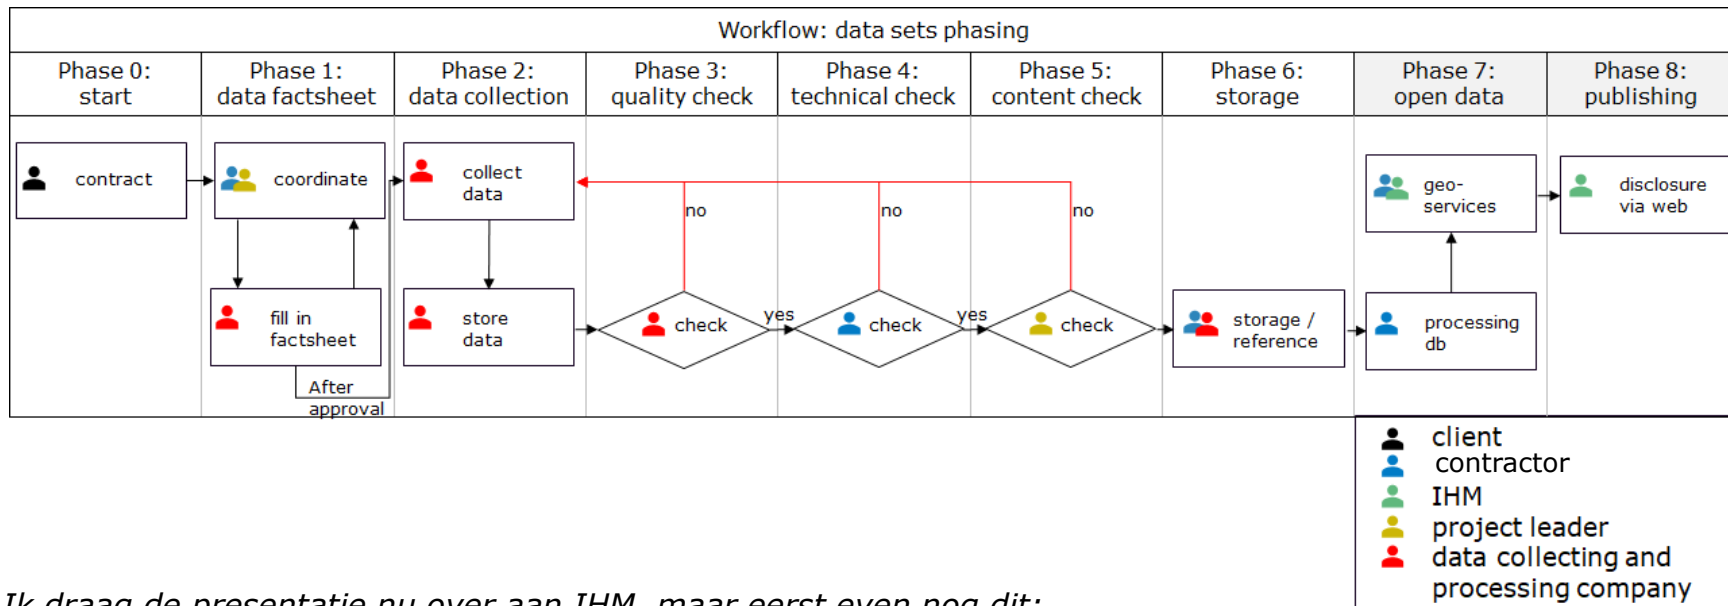 Workflow: data sets phasing
Phase 0:
start
Phase 1:
data factsheet
Phase 2:
data collection
Phase 3:
quality check
Phase 4:
technical check
Phase 5:
content check
Phase 6:
storage
Phase 7:
open data
Phase 8:
publishing
contract
coordinate
collect
data
no
no
no
geo-
services
disclosure
via web
fill in
factsheet
store
data
check
yes
check
yes
check
storage /
reference
processing
db
After
approval
client
contractor
IHM
project leader
data collecting and
processing company
Ik draag de presentatie nu over aan IHM, maar eerst even nog dit: